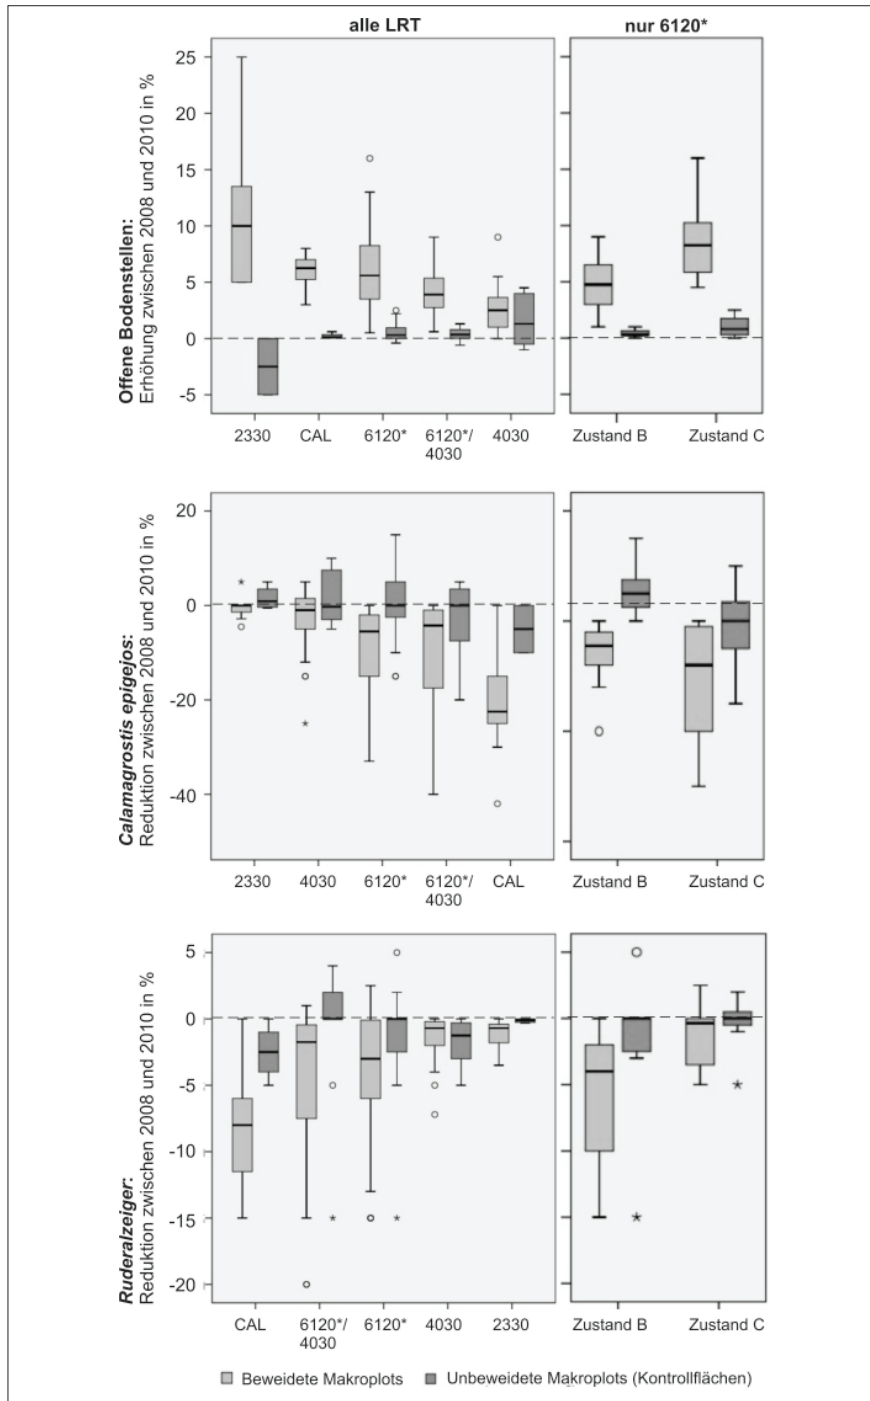 alle LRT
nur 6120*
Offene Bodenstellen:
Erhöhung zwischen 2008 und 2010 in %
25
20
15
10
5
0
-5
2330
CAL
6120*
6120*/
4030
4030
Zustand B
Zustand C
Calamagrostis epigejos:
Reduktion zwischen 2008 und 2010 in %
20
0
-20
-40
2330
4030
6120*
6120*/
4030
CAL
Zustand B
Zustand C
Ruderalzeiger:
Reduktion zwischen 2008 und 2010 in %
5
0
-5
-10
-15
-20
CAL
6120*/
4030
6120*
4030
2330
Zustand B
Zustand C
Beweidete Makroplots
Unbeweidete Makroplots (Kontrollflächen)